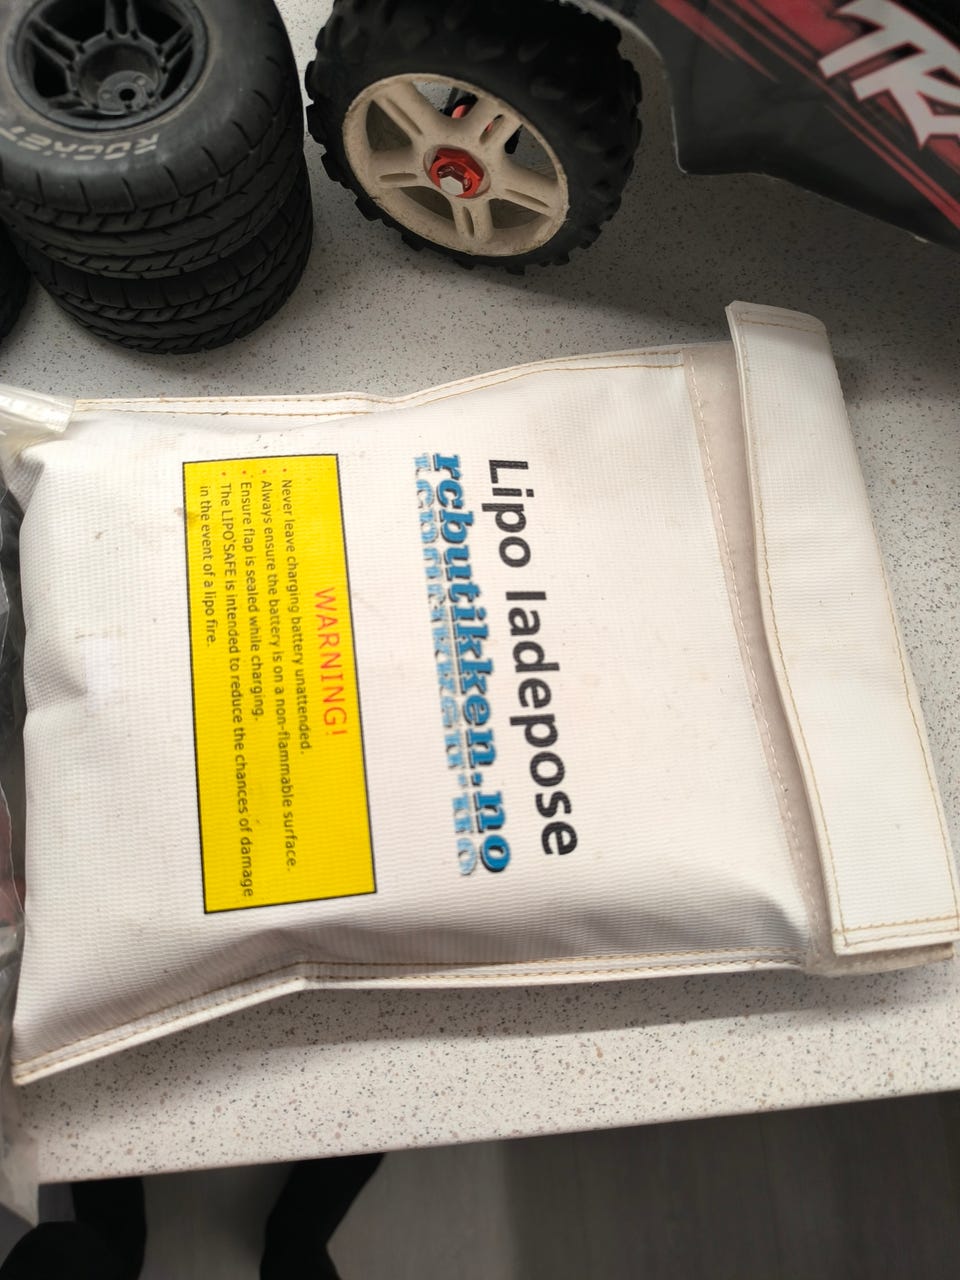 ROCKET
TRA
Lipo ladepose
rcbutikken.no
WARNING!
• Never leave charging battery unattended.
• Always ensure the battery is on a non-flammable surface.
• Ensure flap is sealed while charging.
• The LIPO'SAFE is intended to reduce the chances of damage
in the event of a lipo fire.